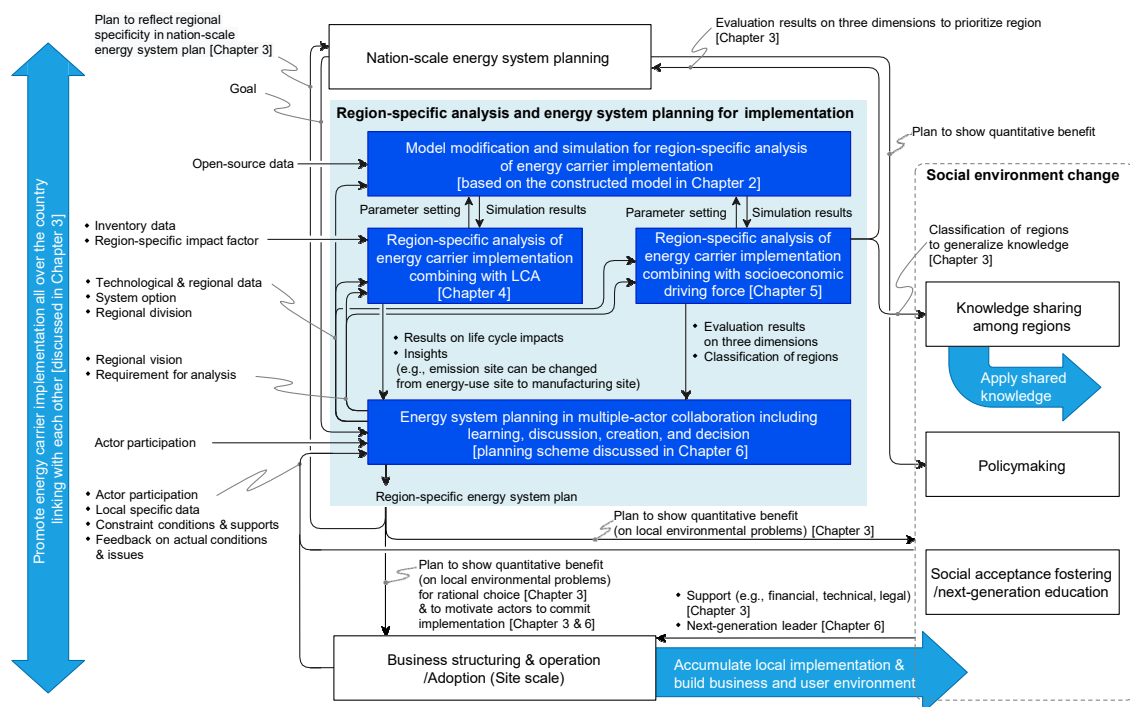 Plan to reflect regional
specificity in nation-scale
energy system plan [Chapter 3]
Goal
Nation-scale energy system planning
Evaluation results on three dimensions to prioritize region
[Chapter 3]
Plan to show quantitative benefit
Region-specific analysis and energy system planning for implementation
Open-source data
Model modification and simulation for region-specific analysis
of energy carrier implementation
[based on the constructed model in Chapter 2]
Parameter setting
Simulation results
Parameter setting
Simulation results
Inventory data
Region-specific impact factor
Region-specific analysis of
energy carrier implementation
combining with LCA
[Chapter 4]
Region-specific analysis of
energy carrier implementation
combining with socioeconomic
driving force [Chapter 5]
Technological & regional data
System option
Regional division
Results on life cycle impacts
Insights
(e.g., emission site can be changed
from energy-use site to manufacturing site)
Evaluation results
on three dimensions
Classification of regions
Regional vision
Requirement for analysis
Energy system planning in multiple-actor collaboration including
learning, discussion, creation, and decision
[planning scheme discussed in Chapter 6]
Actor participation
Actor participation
Local specific data
Constraint conditions & supports
Feedback on actual conditions
& issues
Region-specific energy system plan
Plan to show quantitative benefit
(on local environmental problems) [Chapter 3]
Plan to show quantitative benefit
(on local environmental problems)
for rational choice [Chapter 3]
& to motivate actors to commit
implementation [Chapter 3 & 6]
Support (e.g., financial, technical, legal)
[Chapter 3]
Next-generation leader [Chapter 6]
Business structuring & operation
/Adoption (Site scale)
Accumulate local implementation &
build business and user environment
Social environment change
Classification of regions
to generalize knowledge
[Chapter 3]
Knowledge sharing
among regions
Apply shared
knowledge
Policymaking
Social acceptance fostering
/next-generation education
Promote energy carrier implementation all over the country
linking with each other [discussed in Chapter 3]